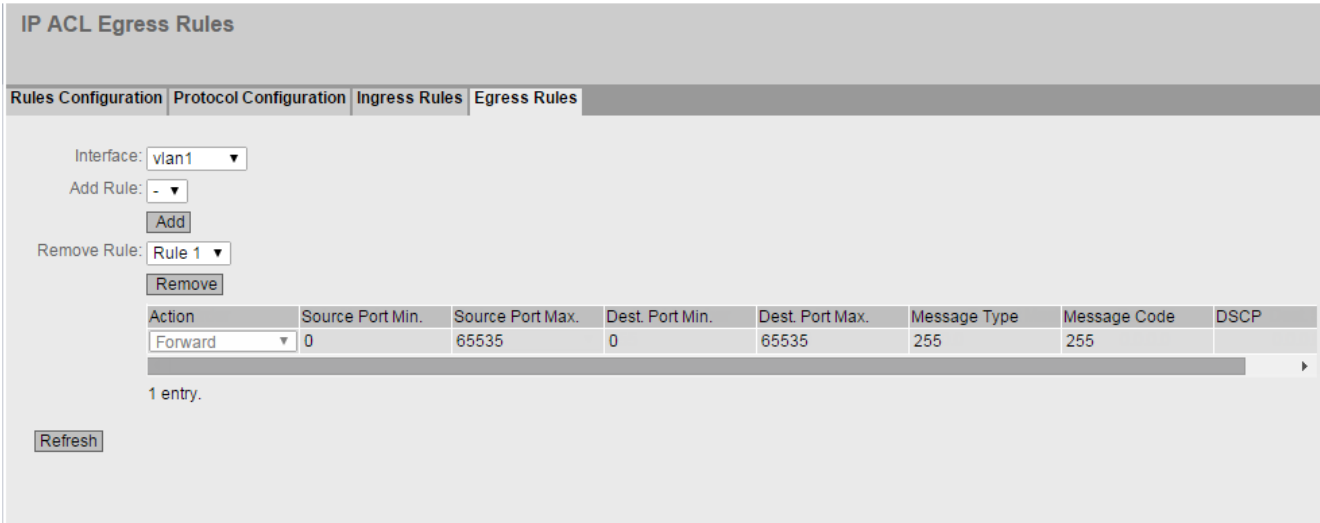 IP ACL Egress Rules
Rules Configuration Protocol Configuration Ingress Rules Egress Rules
Interface: vlan1
Add Rule: -
Add
Remove Rule: Rule 1
Remove
Action Source Port Min. Source Port Max. Dest. Port Min. Dest. Port Max. Message Type Message Code DSCP
Forward 0 65535 0 65535 255 255
1 entry.
Refresh